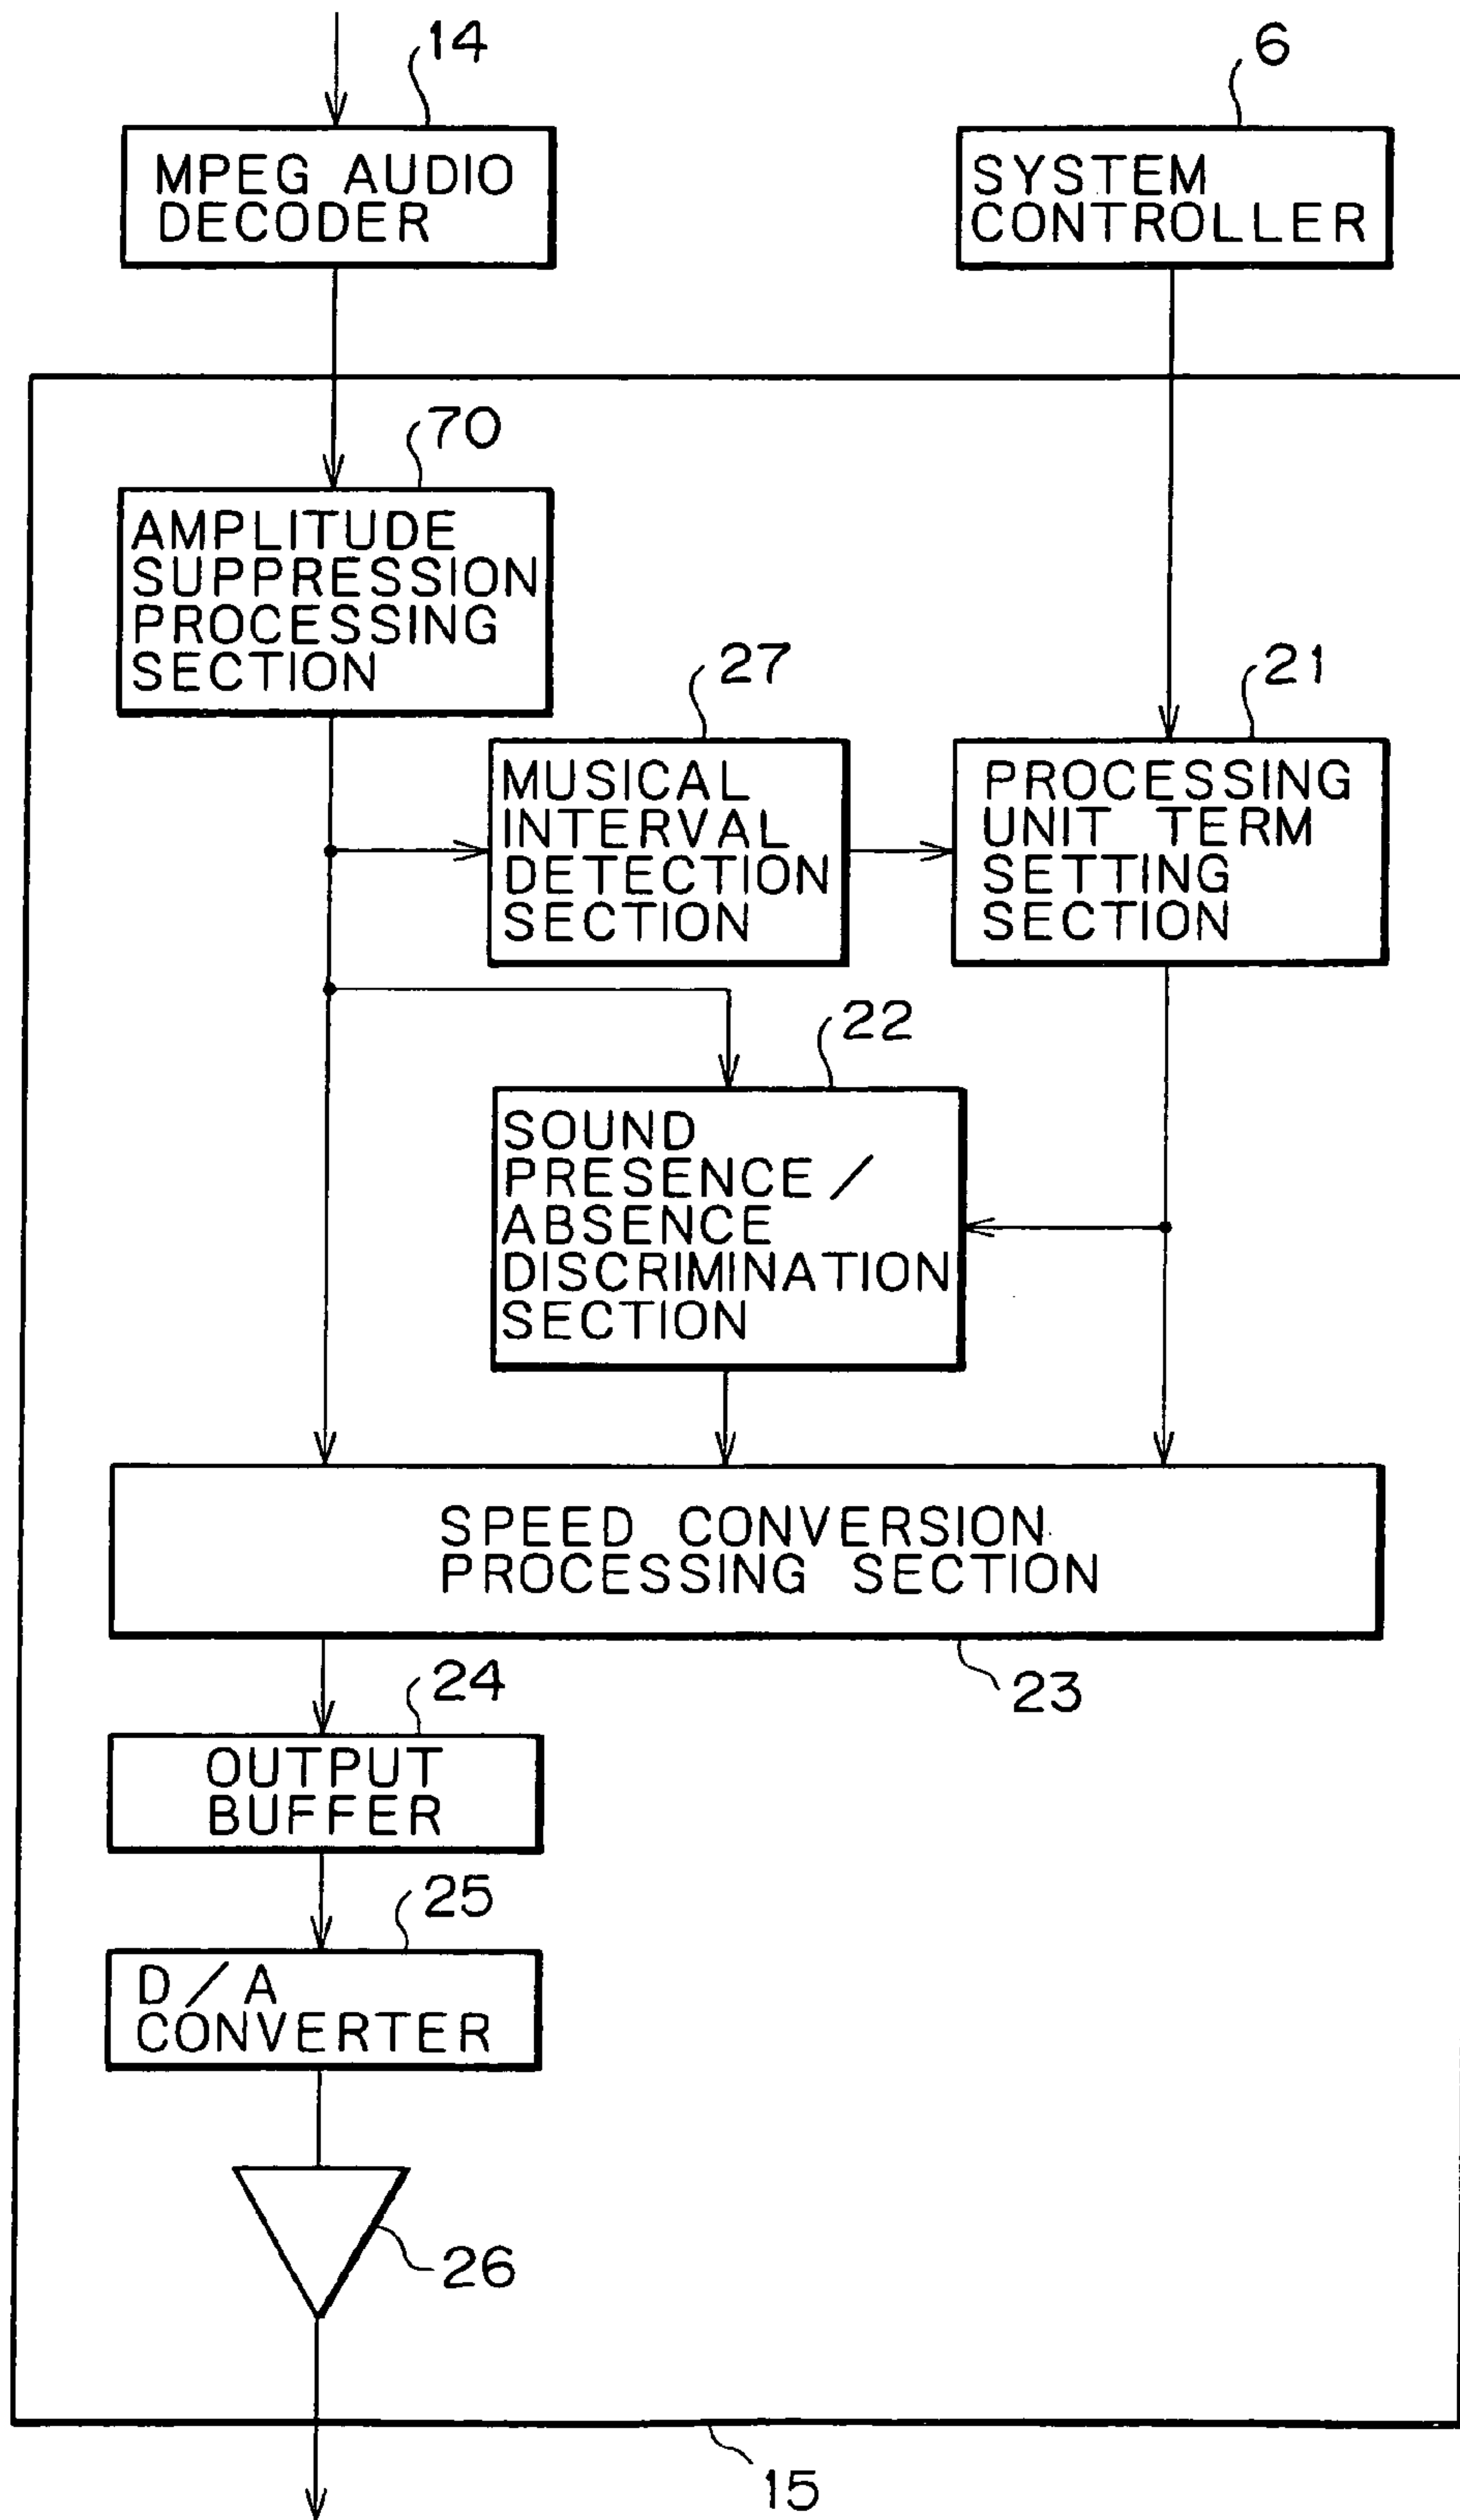 14
6
MPEG AUDIO
DECODER
SYSTEM
CONTROLLER
70
AMPLITUDE
SUPPRESSION
PROCESSING
SECTION
27
21
MUSICAL
INTERVAL
DETECTION
SECTION
PROCESSING
UNIT TERM
SETTING
SECTION
22
SOUND
PRESENCE/
ABSENCE
DISCRIMINATION
SECTION
SPEED CONVERSION
PROCESSING SECTION
23
24
OUTPUT
BUFFER
25
D/A
CONVERTER
26
15